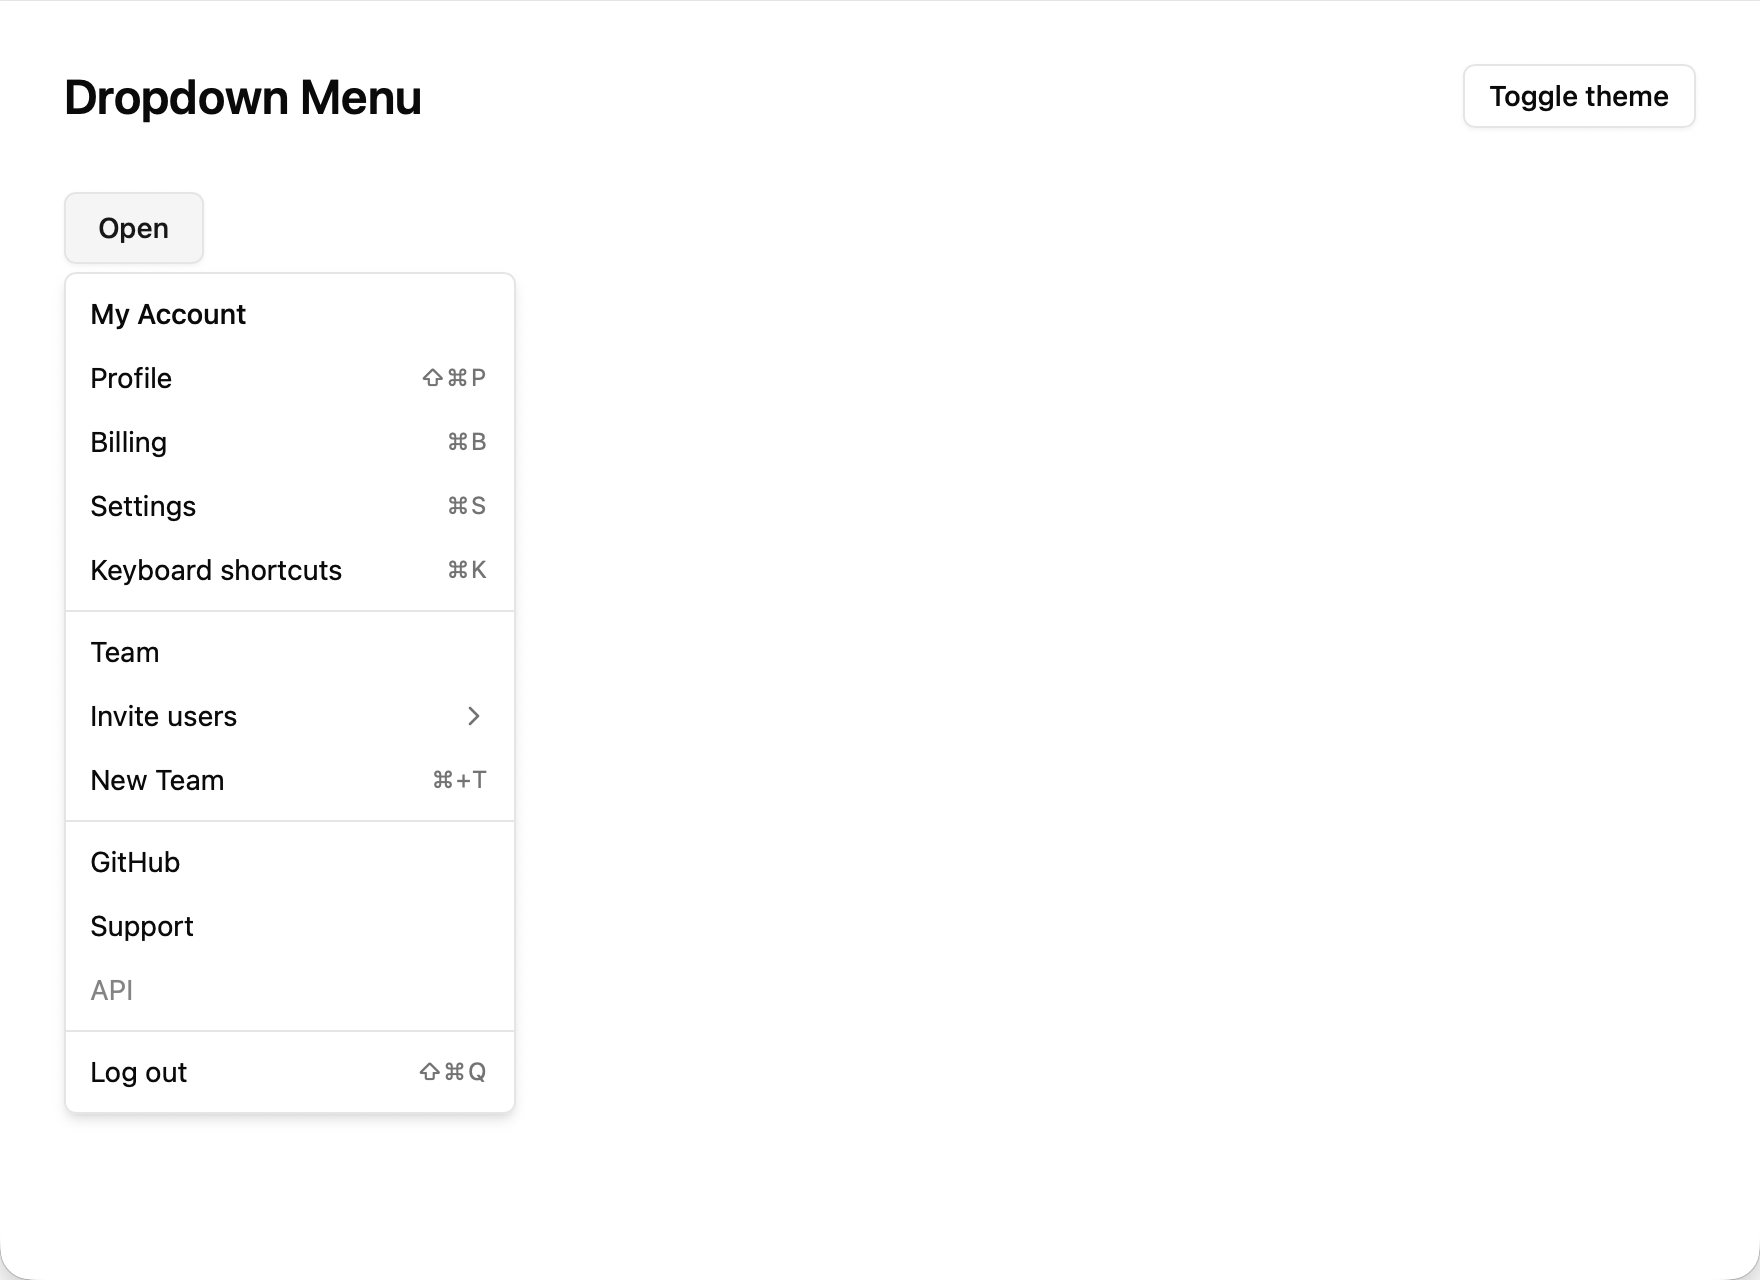 Dropdown Menu
Toggle theme
Open
My Account
Profile ⇧⌘P
Billing ⌘B
Settings ⌘S
Keyboard shortcuts ⌘K
Team
Invite users
New Team ⌘+T
GitHub
Support
API
Log out ⇧⌘Q